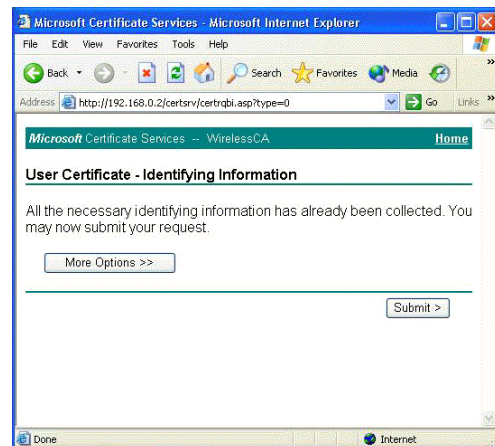 Microsoft Certificate Services - Microsoft Internet Explorer
File Edit View Favorites Tools Help
Back Search Favorites Media »
Address http://192.168.0.2/certsrv/certrqbi.asp?type=0 Go Links »
Microsoft Certificate Services -- WirelessCA Home
User Certificate - Identifying Information
All the necessary identifying information has already been collected. You
may now submit your request.
More Options >>
Submit >
Done Internet